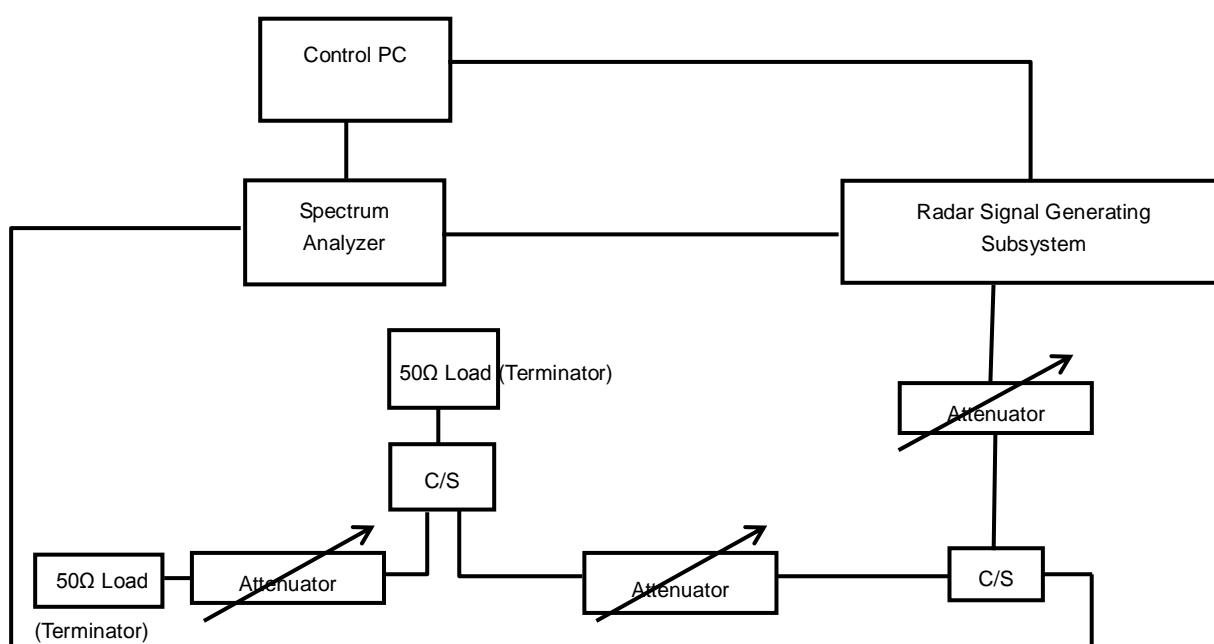 Control PC
Spectrum
Analyzer
Radar Signal Generating
Subsystem
50Ω Load (Terminator)
Attenuator
C/S
50Ω Load
(Terminator)
Attenuator
Attenuator
C/S